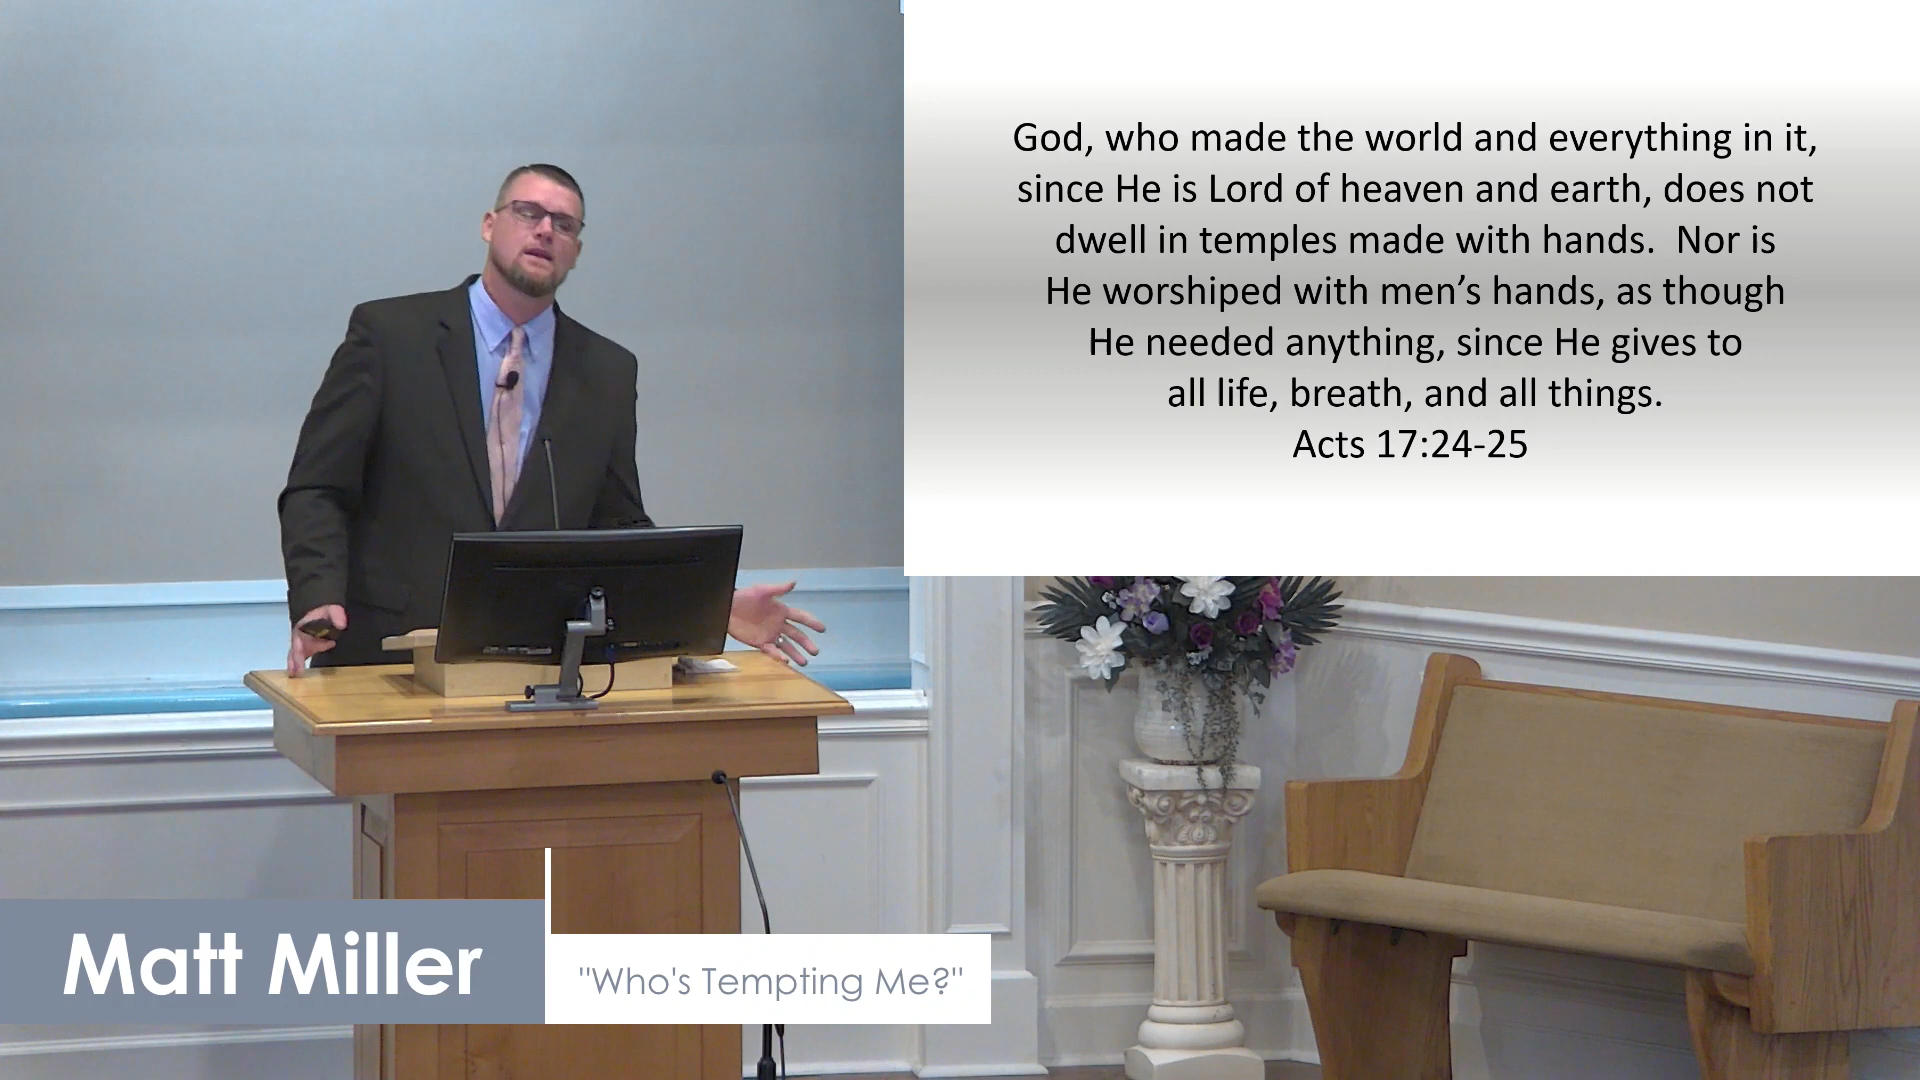 God, who made the world and everything in it,
since He is Lord of heaven and earth, does not
dwell in temples made with hands.  Nor is
He worshiped with men’s hands, as though
He needed anything, since He gives to
all life, breath, and all things.
Acts 17:24-25
Matt Miller
"Who's Tempting Me?"